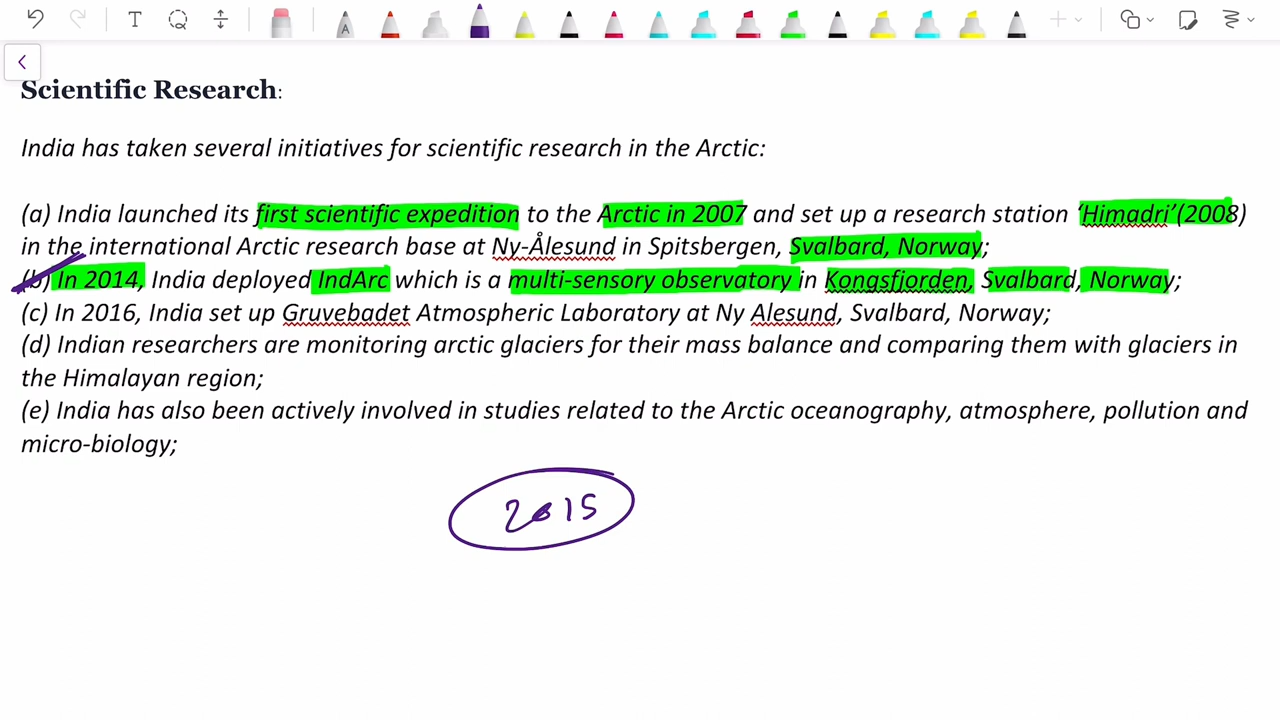 Scientific Research:
India has taken several initiatives for scientific research in the Arctic:
(a) India launched its first scientific expedition to the Arctic in 2007 and set up a research station ‘Himadri’(2008)
in the international Arctic research base at Ny-Ålesund in Spitsbergen, Svalbard, Norway;
(b) In 2014, India deployed IndArc which is a multi-sensory observatory in Kongsfjorden, Svalbard, Norway;
(c) In 2016, India set up Gruvebadet Atmospheric Laboratory at Ny Alesund, Svalbard, Norway;
(d) Indian researchers are monitoring arctic glaciers for their mass balance and comparing them with glaciers in
the Himalayan region;
(e) India has also been actively involved in studies related to the Arctic oceanography, atmosphere, pollution and
micro-biology;
2015